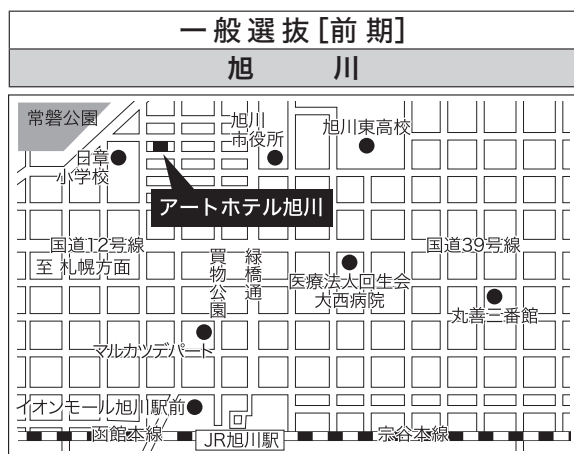 一般選抜［前期］
旭 川
常磐公園
旭川
市役所
旭川東高校
日章
小学校
アートホテル旭川
国道12号線
至 札幌方面
買物公園
緑橋通
国道39号線
医療法人回生会
大西病院
丸善三番館
マルカツデパート
イオンモール旭川駅前
函館本線
JR旭川駅
宗谷本線